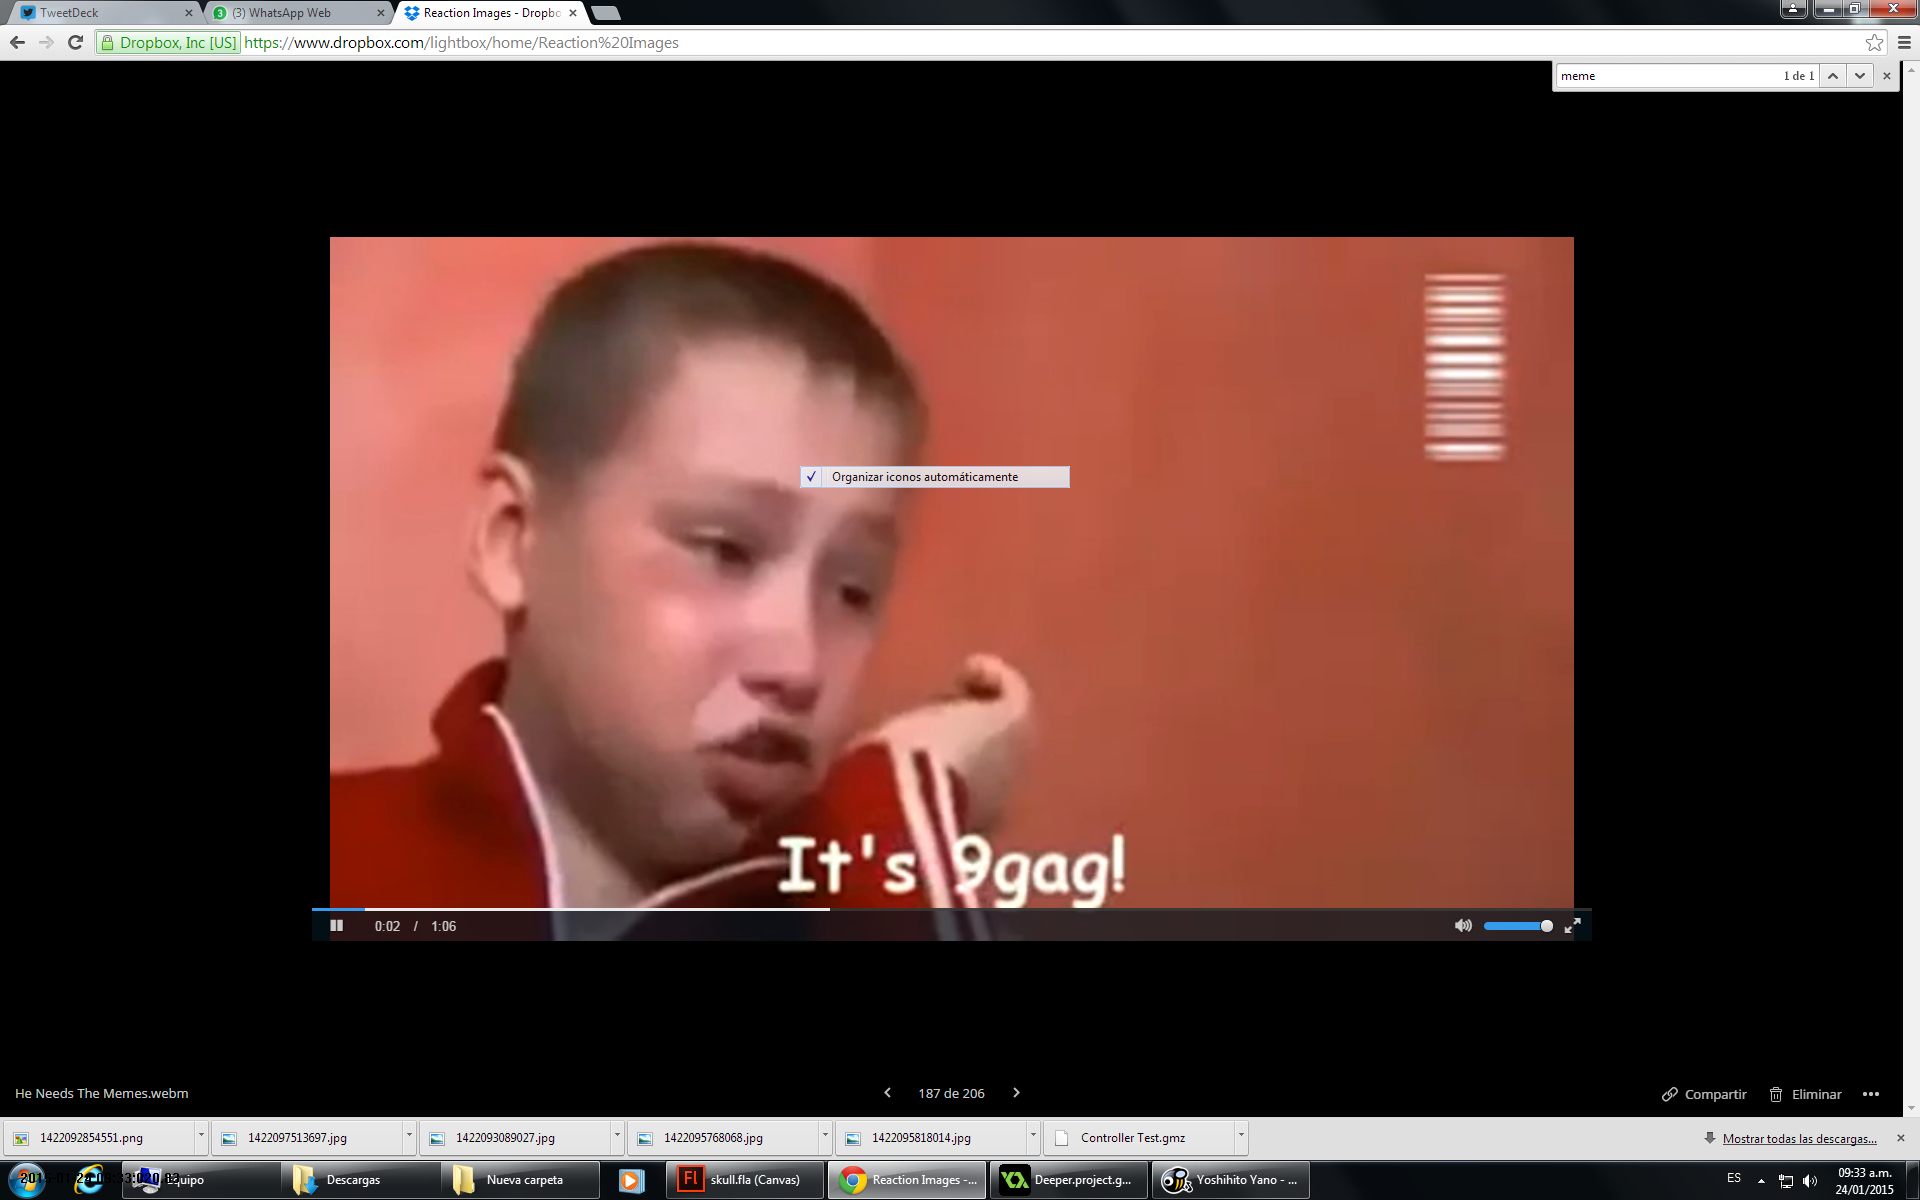 TweetDeck
3 (3) WhatsApp Web
Reaction Images - Dropbo
Dropbox, Inc [US] https://www.dropbox.com/lightbox/home/Reaction%20Images
meme 1 de 1
Organizar iconos automáticamente
It's 9gag!
0:02 / 1:06
He Needs The Memes.webm
187 de 206
Compartir
Eliminar
1422092854551.png
1422097513697.jpg
1422093089027.jpg
1422095768068.jpg
1422095818014.jpg
Controller Test.gmz
Mostrar todas las descargas...
Equipo
Descargas
Nueva carpeta
Fl skull.fla (Canvas)
Reaction Images -...
Deeper.project.g...
Yoshihito Yano - ...
ES
09:33 a.m.
24/01/2015